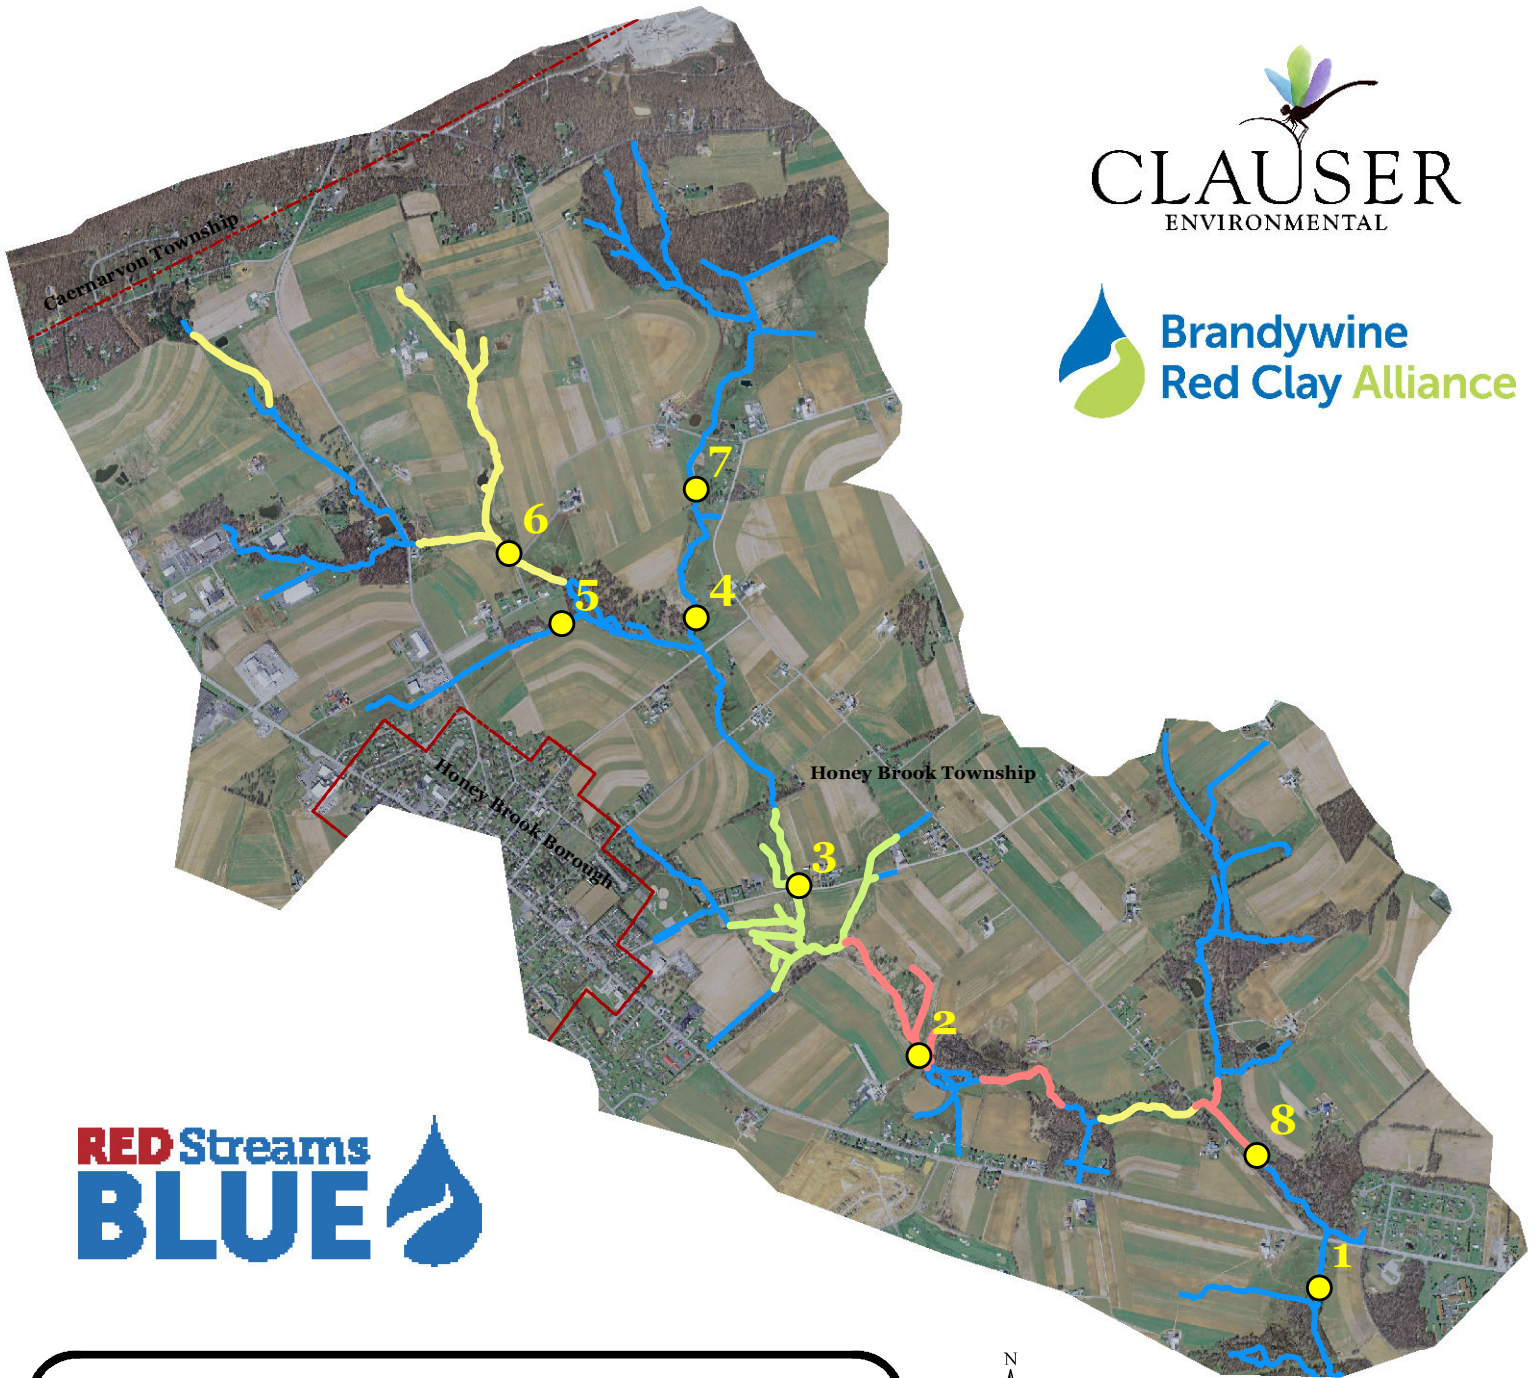 CLAUSER
ENVIRONMENTAL
Brandywine
Red Clay Alliance
Caernarvon Township
7
6
5
4
Honey Brook Township
Honey Brook Borough
3
2
8
1
RED Streams
BLUE
N